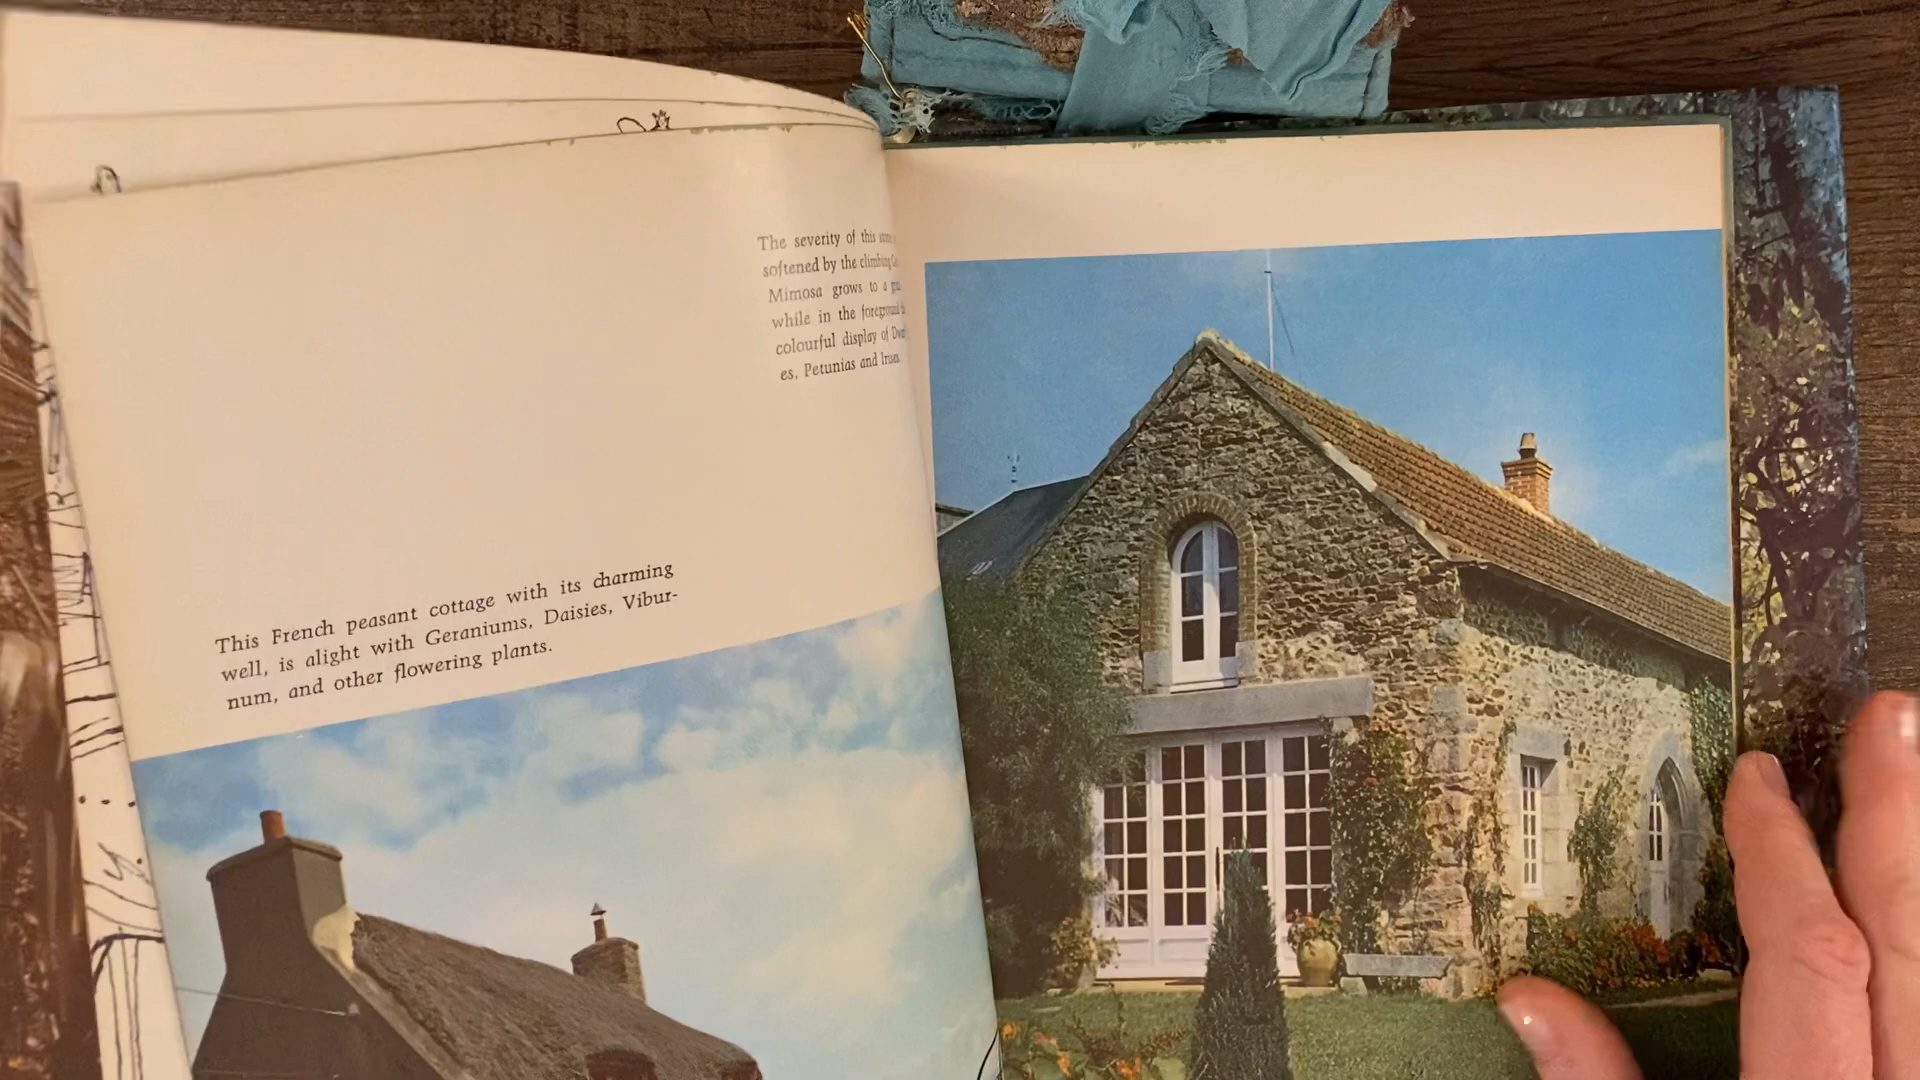 The severity of this
softened by the climbing
Mimosa grows to a
while in the foreground
colourful display of
es, Petunias and Irises.
This French peasant cottage with its charming
well, is alight with Geraniums, Daisies, Vibur-
num, and other flowering plants.